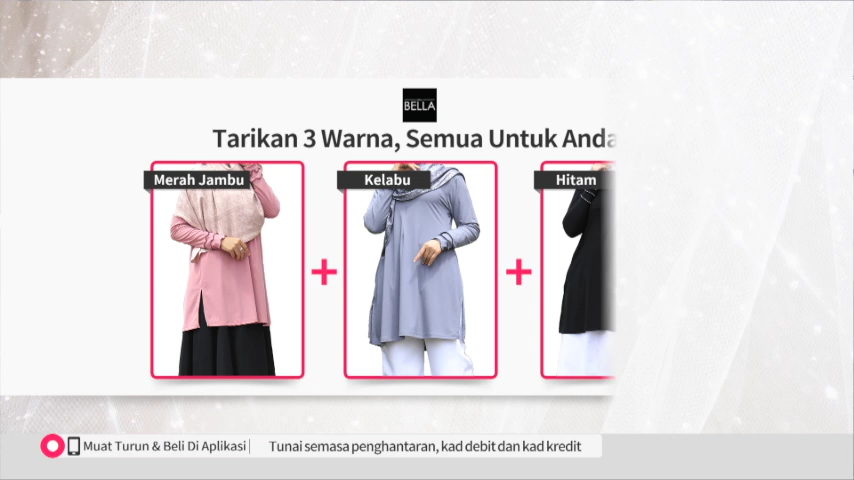 BELLA
Tarikan 3 Warna, Semua Untuk Anda
Merah Jambu
Kelabu
Hitam
Muat Turun & Beli Di Aplikasi
Tunai semasa penghantaran, kad debit dan kad kredit